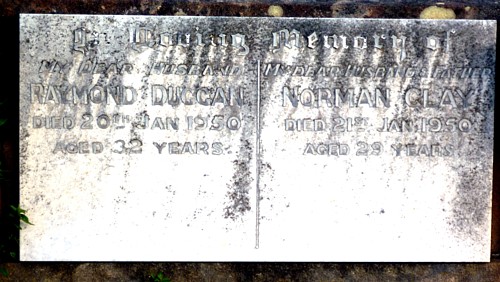 In Loving Memory of
My Dear Husband
RAYMOND DUGGAN
DIED 20TH JAN 1950
AGED 32 YEARS
My Dear Husband & Father
NORMAN CLAY
DIED 21ST JAN 1950
AGED 29 YEARS